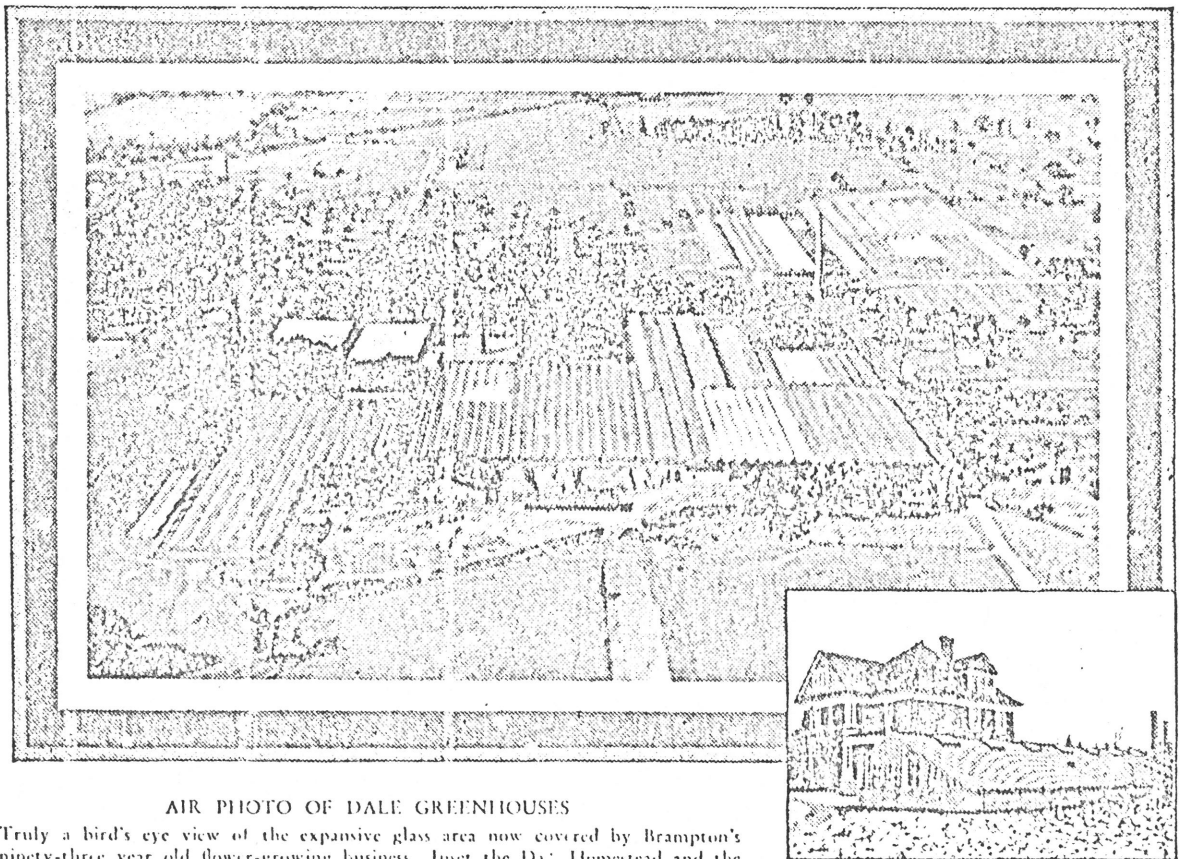 AIR PHOTO OF DALE GREENHOUSES
Truly a bird's eye view of the expansive glass area now covered by Brampton's
ninety-three year old flower-growing business. Inset the Homestead and the